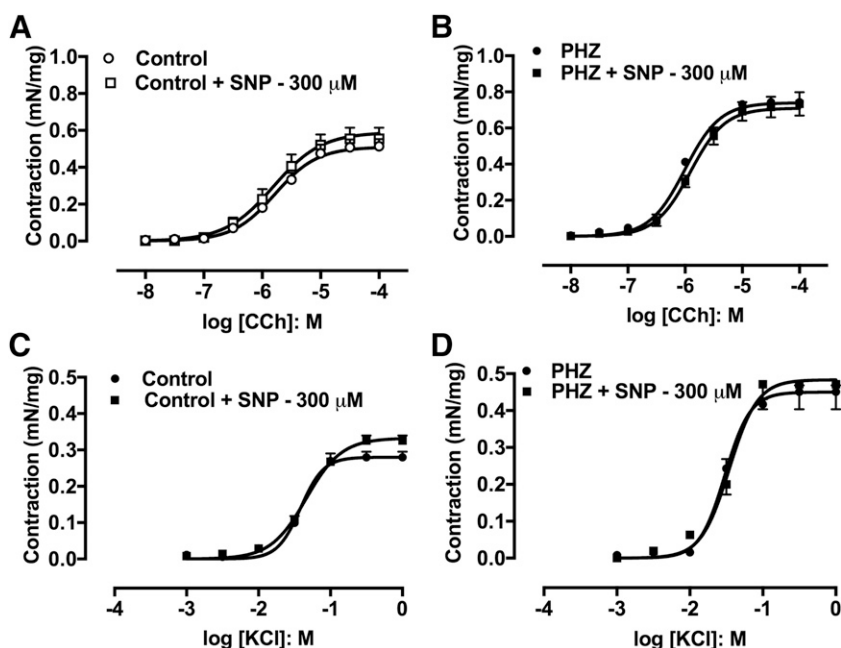 A
Control
Control + SNP - 300 μM
Contraction (mN/mg)
1.0
0.8
0.6
0.4
0.2
0.0
-8 -7 -6 -5 -4
log [CCh]: M
B
PHZ
PHZ + SNP - 300 μM
Contraction (mN/mg)
1.0
0.8
0.6
0.4
0.2
0.0
-8 -7 -6 -5 -4
log [CCh]: M
C
Control
Control + SNP - 300 μM
Contraction (mN/mg)
0.5
0.4
0.3
0.2
0.1
0.0
-4 -3 -2 -1 0
log [KCl]: M
D
PHZ
PHZ + SNP - 300 μM
Contraction (mN/mg)
0.5
0.4
0.3
0.2
0.1
0.0
-4 -3 -2 -1 0
log [KCl]: M